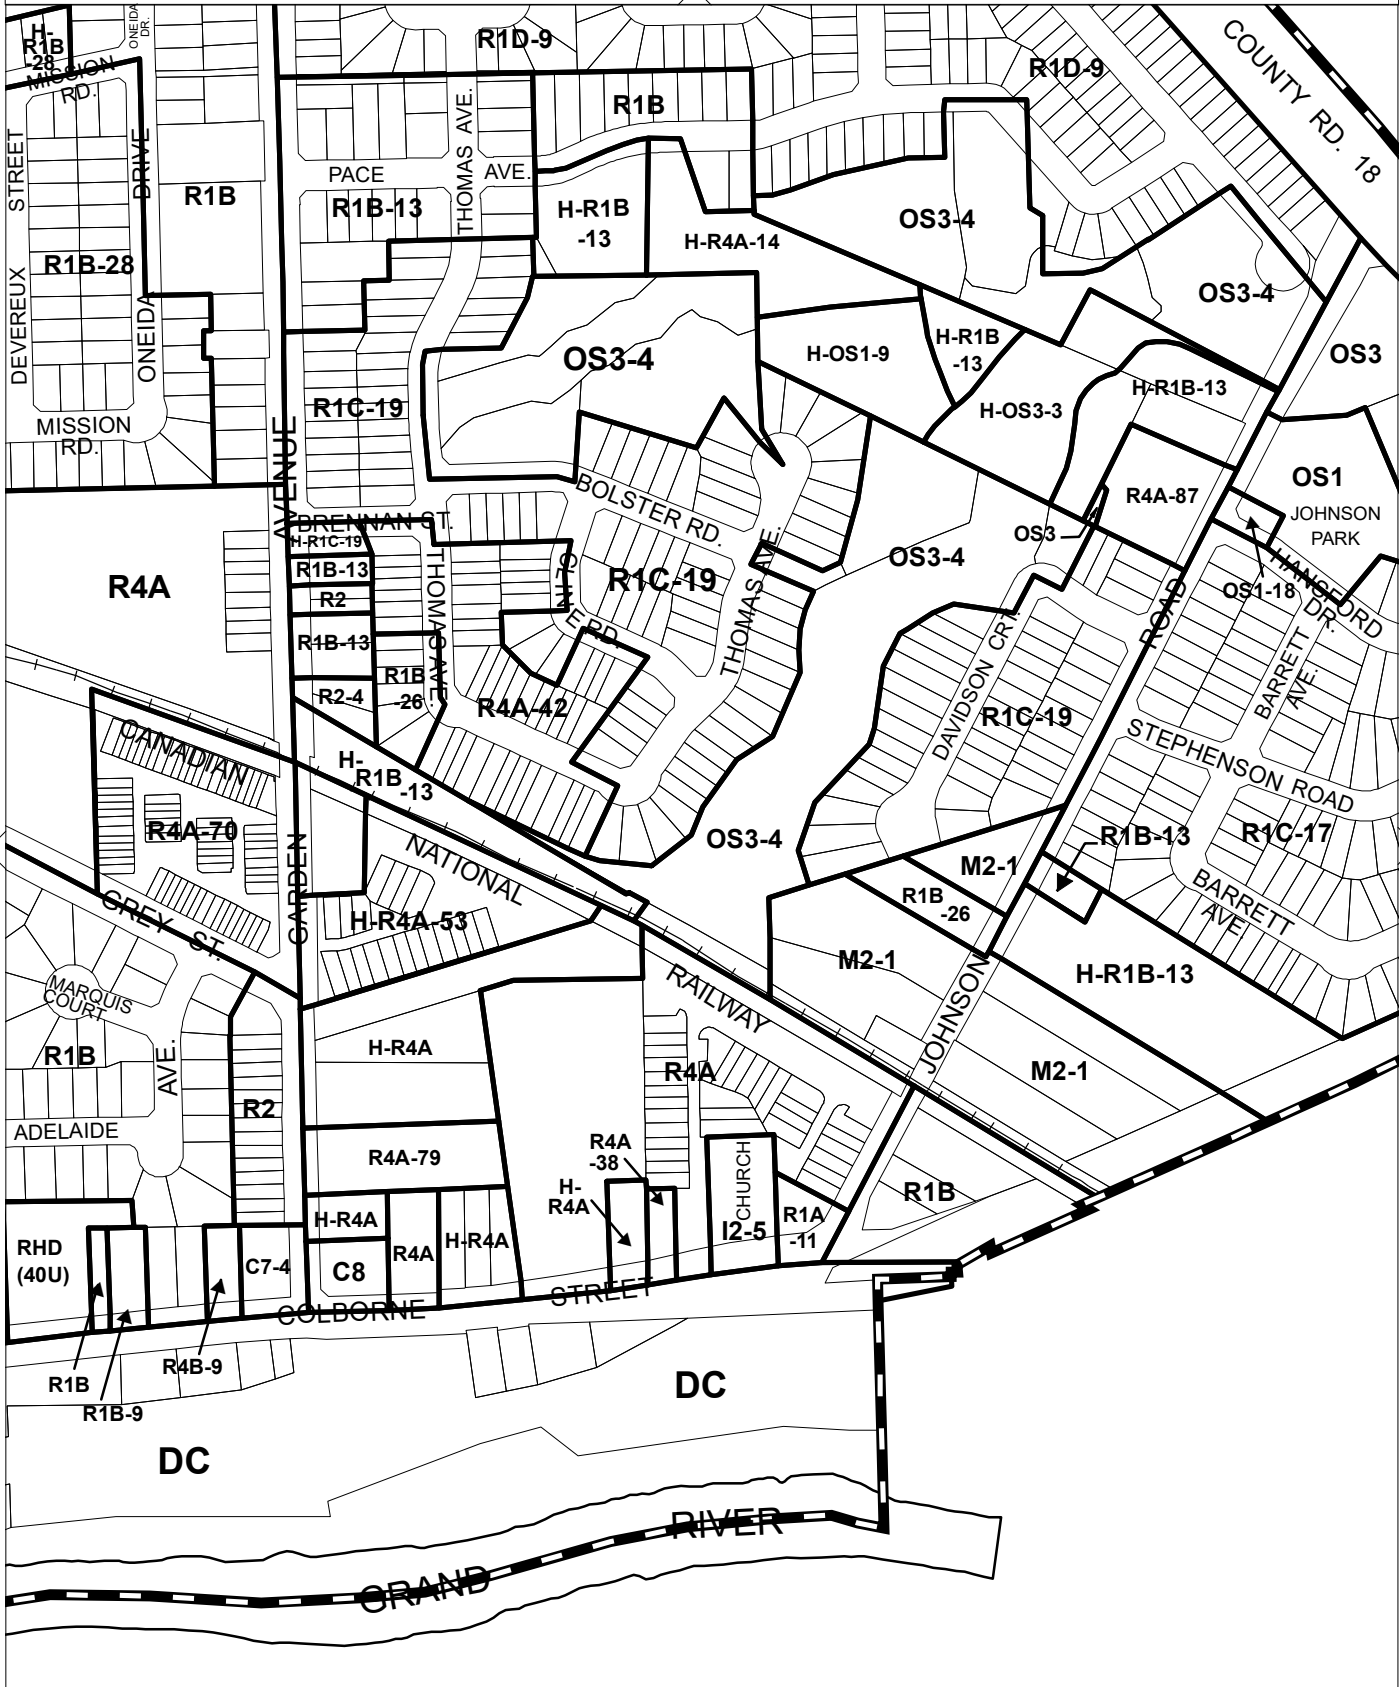 H-
R1B
-28
ONEIDA
DR.
MISSION
RD.
R1D-9
R1D-9
COUNTY RD. 18
R1B
THOMAS AVE.
STREET
DEVEREUX
DRIVE
ONEIDA
R1B
PACE
AVE.
R1B-13
H-R1B
-13
H-R4A-14
OS3-4
R1B-28
OS3-4
OS3-4
H-OS1-9
H-R1B
-13
OS3
H-OS3-3
H-R1B-13
R1C-19
MISSION
RD.
AVENUE
GARDEN
OS1
JOHNSON
PARK
R4A-87
BOLSTER RD.
BRENNAN ST.
H-R1C-19
OS3
R1B-13
R4A
R2
R1C-19
OS3-4
OS1-18
HANSFORD
DR.
THOMAS AVE.
THOMAS AVE.
R1B-13
JOHNSON
ROAD
BARRETT
AVE.
R1B
-26
R2-4
R4A-42
DAVIDSON CRT.
R1C-19
STEPHENSON ROAD
CANADIAN
NATIONAL
RAILWAY
H-
R1B
-13
R4A-70
OS3-4
R1B-13
R1C-17
M2-1
R1B
-26
BARRETT
AVE.
GREY ST.
H-R4A-53
M2-1
H-R1B-13
MARQUIS
COURT
R1B
AVE.
H-R4A
R4A
M2-1
R2
ADELAIDE
R4A-79
R4A
-38
H-
R4A
CHURCH
I2-5
R1A
-11
R1B
H-R4A
R4A
H-R4A
RHD
(40U)
C7-4
C8
COLBORNE
STREET
R1B
R4B-9
R1B-9
DC
DC
GRAND
RIVER